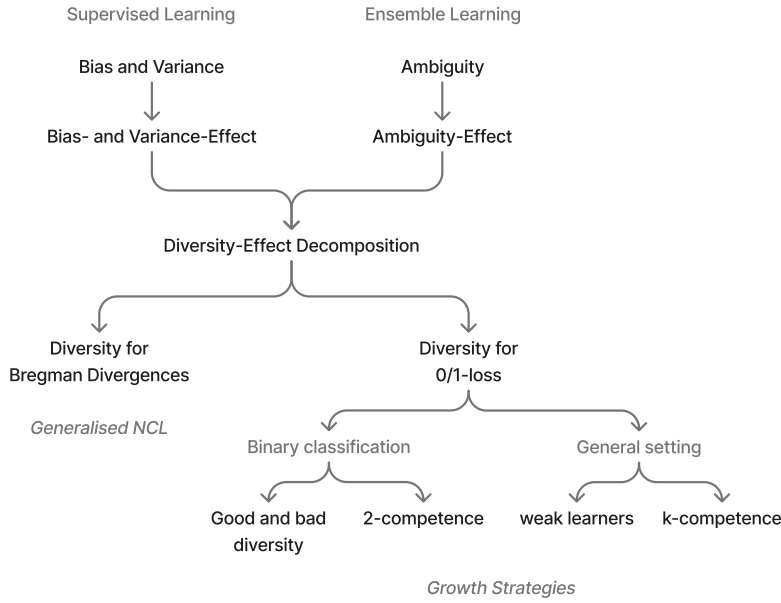 Supervised Learning
Ensemble Learning
Bias and Variance
Ambiguity
Bias- and Variance-Effect
Ambiguity-Effect
Diversity-Effect Decomposition
Diversity for
Bregman Divergences
Diversity for
0/1-loss
Generalised NCL
Binary classification
General setting
Good and bad
diversity
2-competence
weak learners
k-competence
Growth Strategies